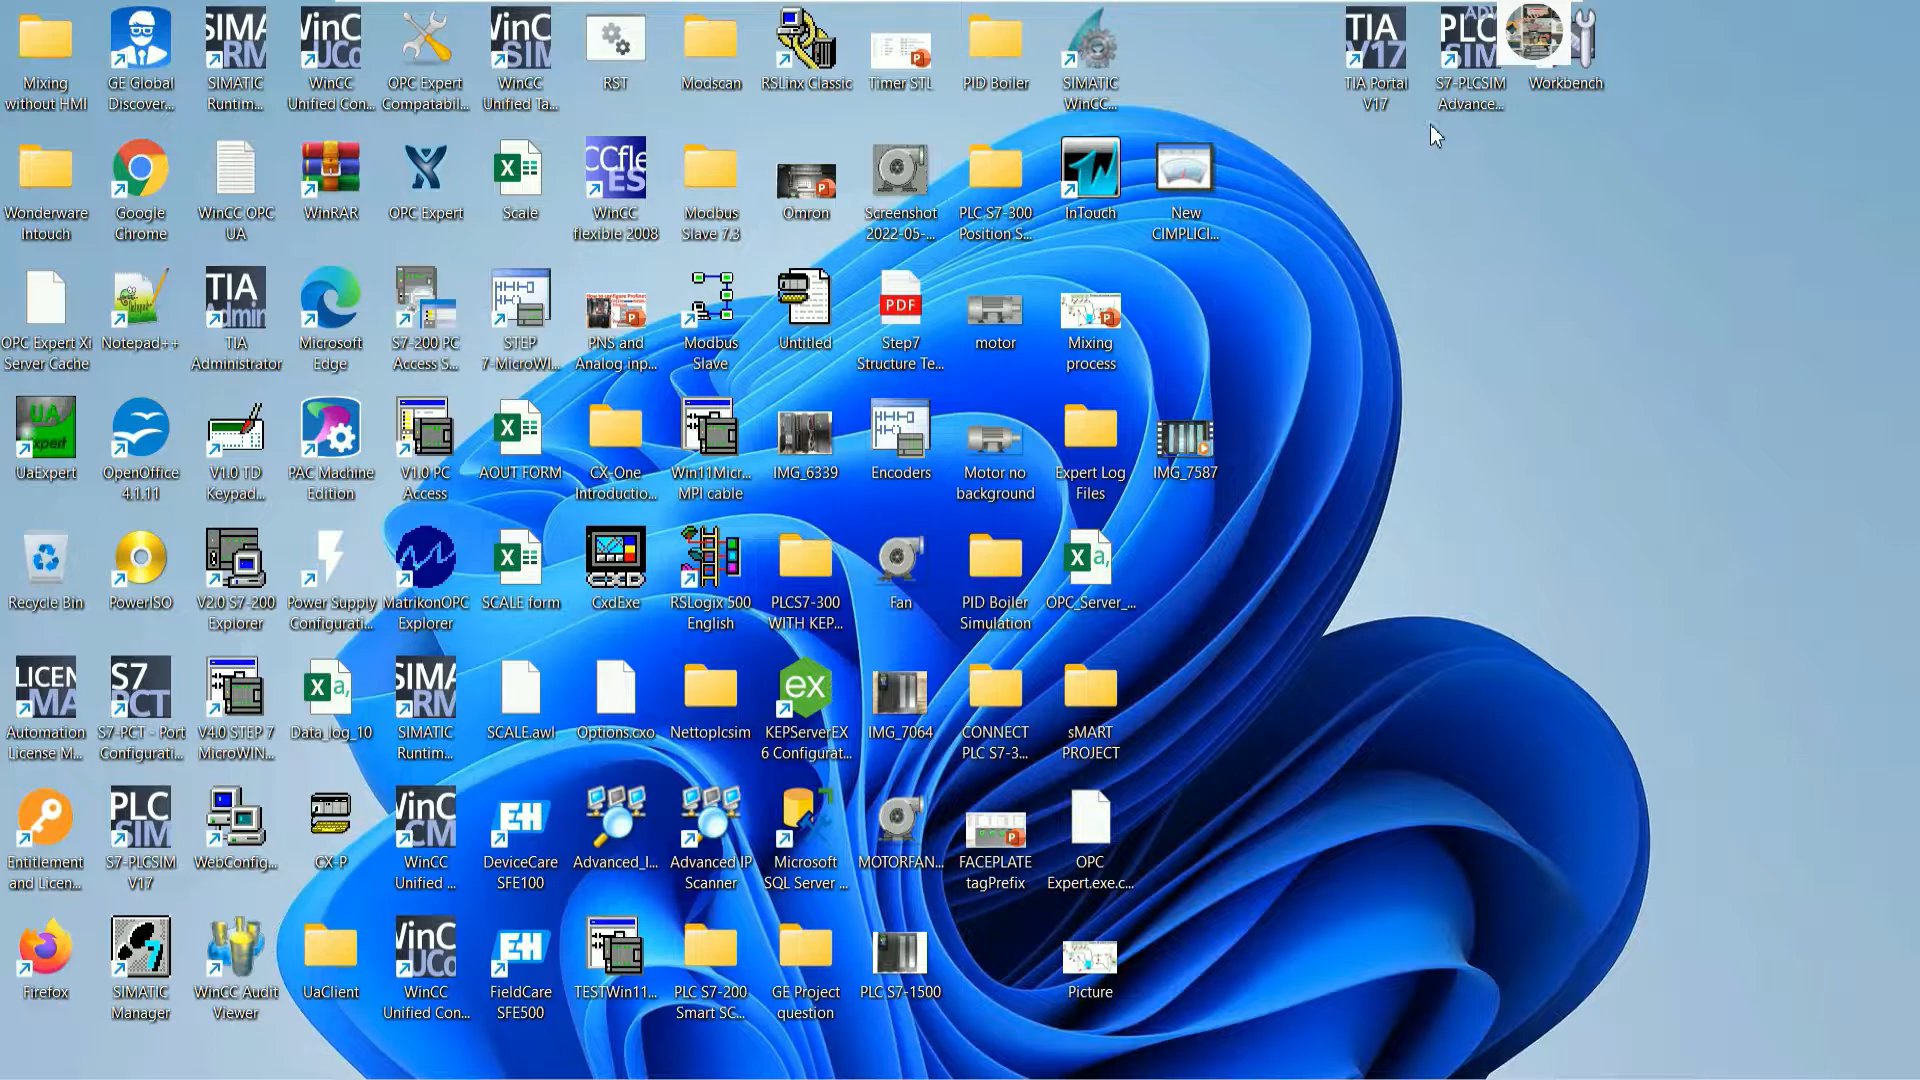 Mixing
without HMI
GE Global
Discover...
SIMATIC
Runtim...
WinCC
Unified Con...
OPC Expert
Compatabil...
WinCC
Unified Ta...
RST
Modscan
RSLinx Classic
Timer STL
PID Boiler
SIMATIC
WinCC...
TIA Portal
V17
S7-PLCSIM
Advance...
Workbench
Wonderware
Intouch
Google
Chrome
WinCC OPC
UA
WinRAR
OPC Expert
Scale
WinCC
flexible 2008
Modbus
Slave 7.3
Omron
Screenshot
2022-05-...
PLC S7-300
Position S...
InTouch
New
CIMPLICI...
OPC Expert Xi
Server Cache
Notepad++
TIA
Administrator
Microsoft
Edge
S7-200 PC
Access S...
STEP
7-MicroWI...
PNS and
Analog inp...
Modbus
Slave
Untitled
Step7
Structure Te...
motor
Mixing
process
UaExpert
OpenOffice
4.1.11
V1.0 TD
Keypad...
PAC Machine
Edition
V1.0 PC
Access
AOUT FORM
CX-One
Introductio...
Win11Micr...
MPI cable
IMG_6339
Encoders
Motor no
background
Expert Log
Files
IMG_7587
Recycle Bin
PowerISO
V2.0 S7-200
Explorer
Power Supply
Configurati...
MatrikonOPC
Explorer
SCALE form
CxdExe
RSLogix 500
English
PLCS7-300
WITH KEP...
Fan
PID Boiler
Simulation
OPC_Server_...
Automation
License M...
S7-PCT - Port
Configurati...
V4.0 STEP 7
MicroWIN...
Data_log_10
SIMATIC
Runtim...
SCALE.awl
Options.cxo
Nettoplcsim
KEPServerEX
6 Configurat...
IMG_7064
CONNECT
PLC S7-3...
sMART
PROJECT
Entitlement
and Licen...
S7-PLCSIM
V17
WebConfig...
CX-P
WinCC
Unified ...
DeviceCare
SFE100
Advanced_I...
Advanced IP
Scanner
Microsoft
SQL Server ...
MOTORFAN...
FACEPLATE
tagPrefix
OPC
Expert.exe.c...
Firefox
SIMATIC
Manager
WinCC Audit
Viewer
UaClient
WinCC
Unified Con...
FieldCare
SFE500
TESTWin11...
PLC S7-200
Smart SC...
GE Project
question
PLC S7-1500
Picture